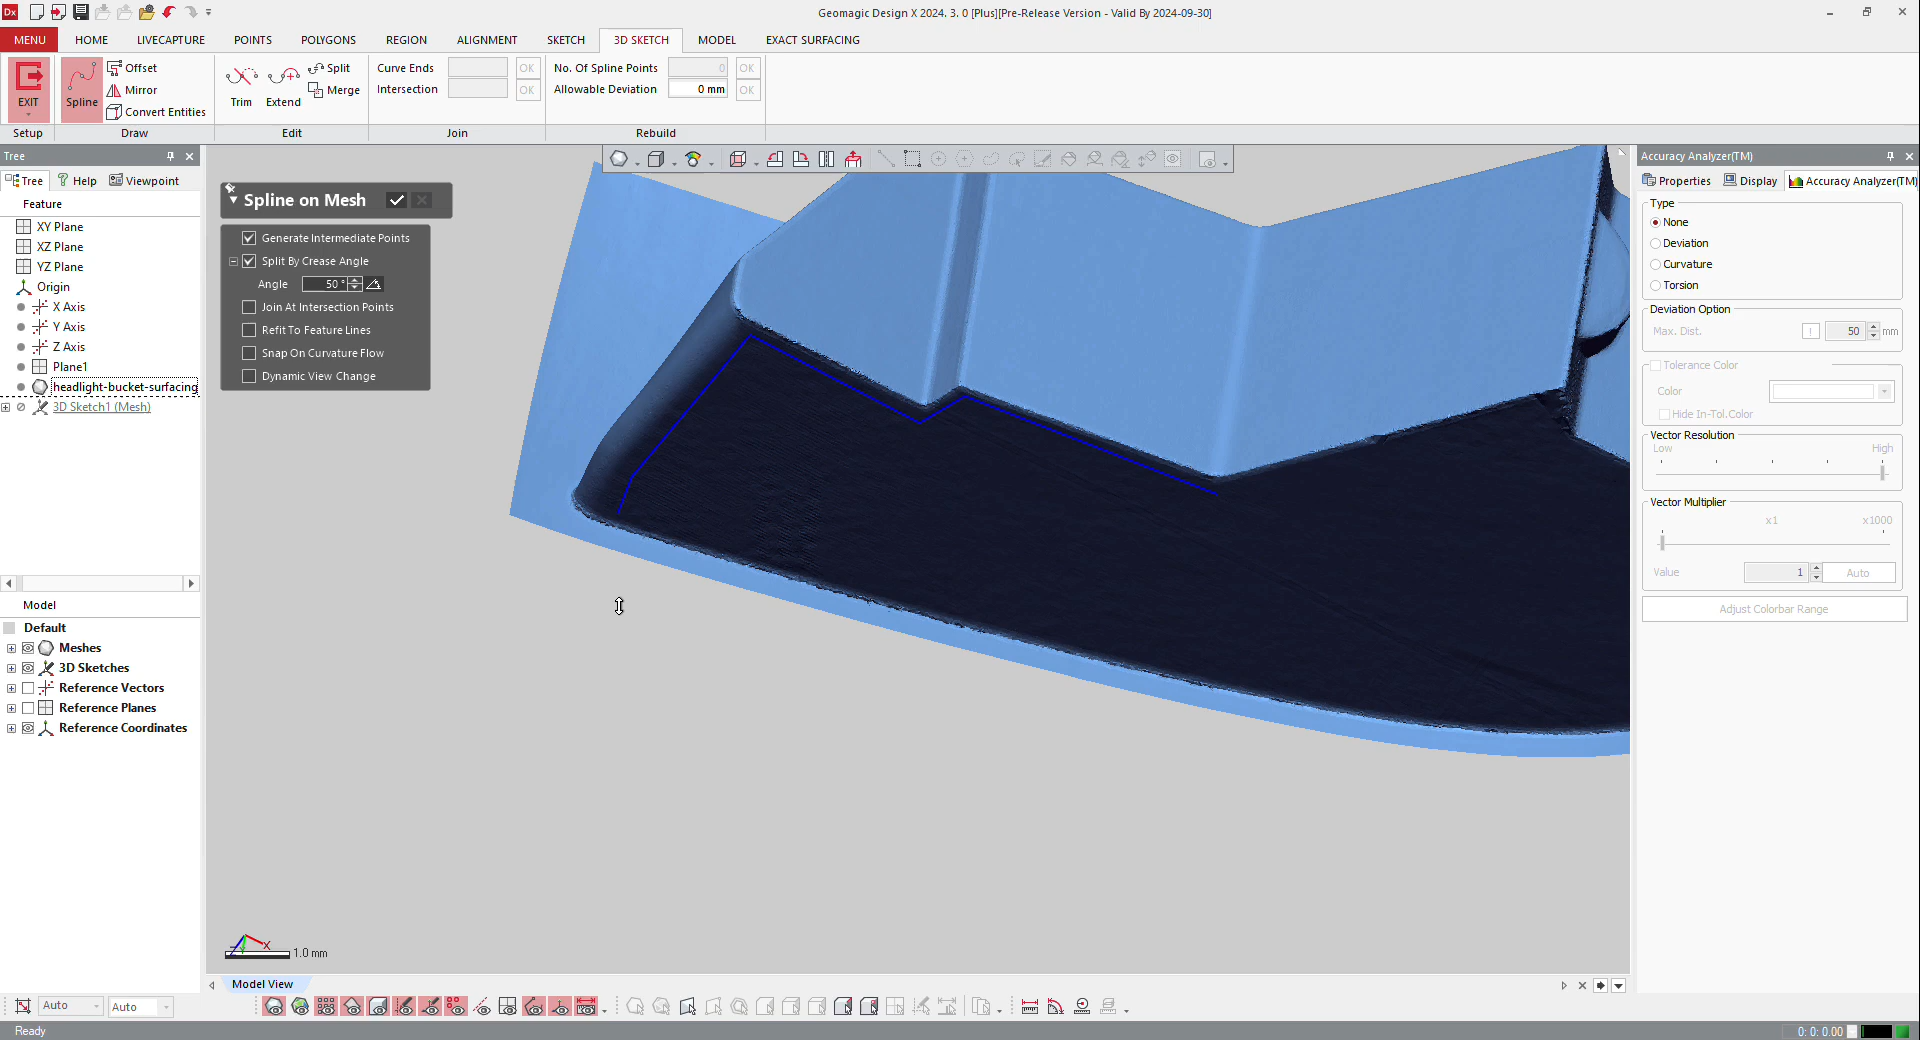 Dx
Geomagic Design X 2024. 3. 0 [Plus][Pre-Release Version - Valid By 2024-09-30]
MENU HOME LIVECAPTURE POINTS POLYGONS REGION ALIGNMENT SKETCH 3D SKETCH MODEL EXACT SURFACING
EXIT
Spline
Offset
Mirror
Convert Entities
Trim
Extend
Split
Merge
Curve Ends OK
Intersection OK
No. Of Spline Points 0 OK
Allowable Deviation 0 mm OK
Setup Draw Edit Join Rebuild
Tree
Tree Help Viewpoint
Feature
XY Plane
XZ Plane
YZ Plane
Origin
X Axis
Y Axis
Z Axis
Plane1
headlight-bucket-surfacing
3D Sketch1 (Mesh)
Model
Default
Meshes
3D Sketches
Reference Vectors
Reference Planes
Reference Coordinates
Spline on Mesh
Generate Intermediate Points
Split By Crease Angle
Angle 50 °
Join At Intersection Points
Refit To Feature Lines
Snap On Curvature Flow
Dynamic View Change
X
1.0 mm
Model View
Accuracy Analyzer(TM)
Properties Display Accuracy Analyzer(TM)
Type
None
Deviation
Curvature
Torsion
Deviation Option
Max. Dist. 50 mm
Tolerance Color
Color
Hide In-Tol.Color
Vector Resolution
Low High
Vector Multiplier
x1 x1000
Value 1 Auto
Adjust Colorbar Range
Auto Auto
Ready
0: 0: 0.00